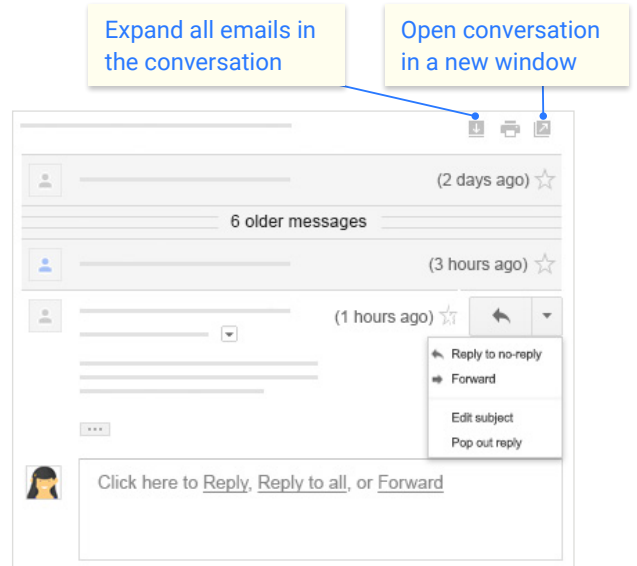 Expand all emails in
the conversation
Open conversation
in a new window
(2 days ago)
6 older messages
(3 hours ago)
(1 hours ago)
Reply to no-reply
Forward
Edit subject
Pop out reply
Click here to Reply, Reply to all, or Forward